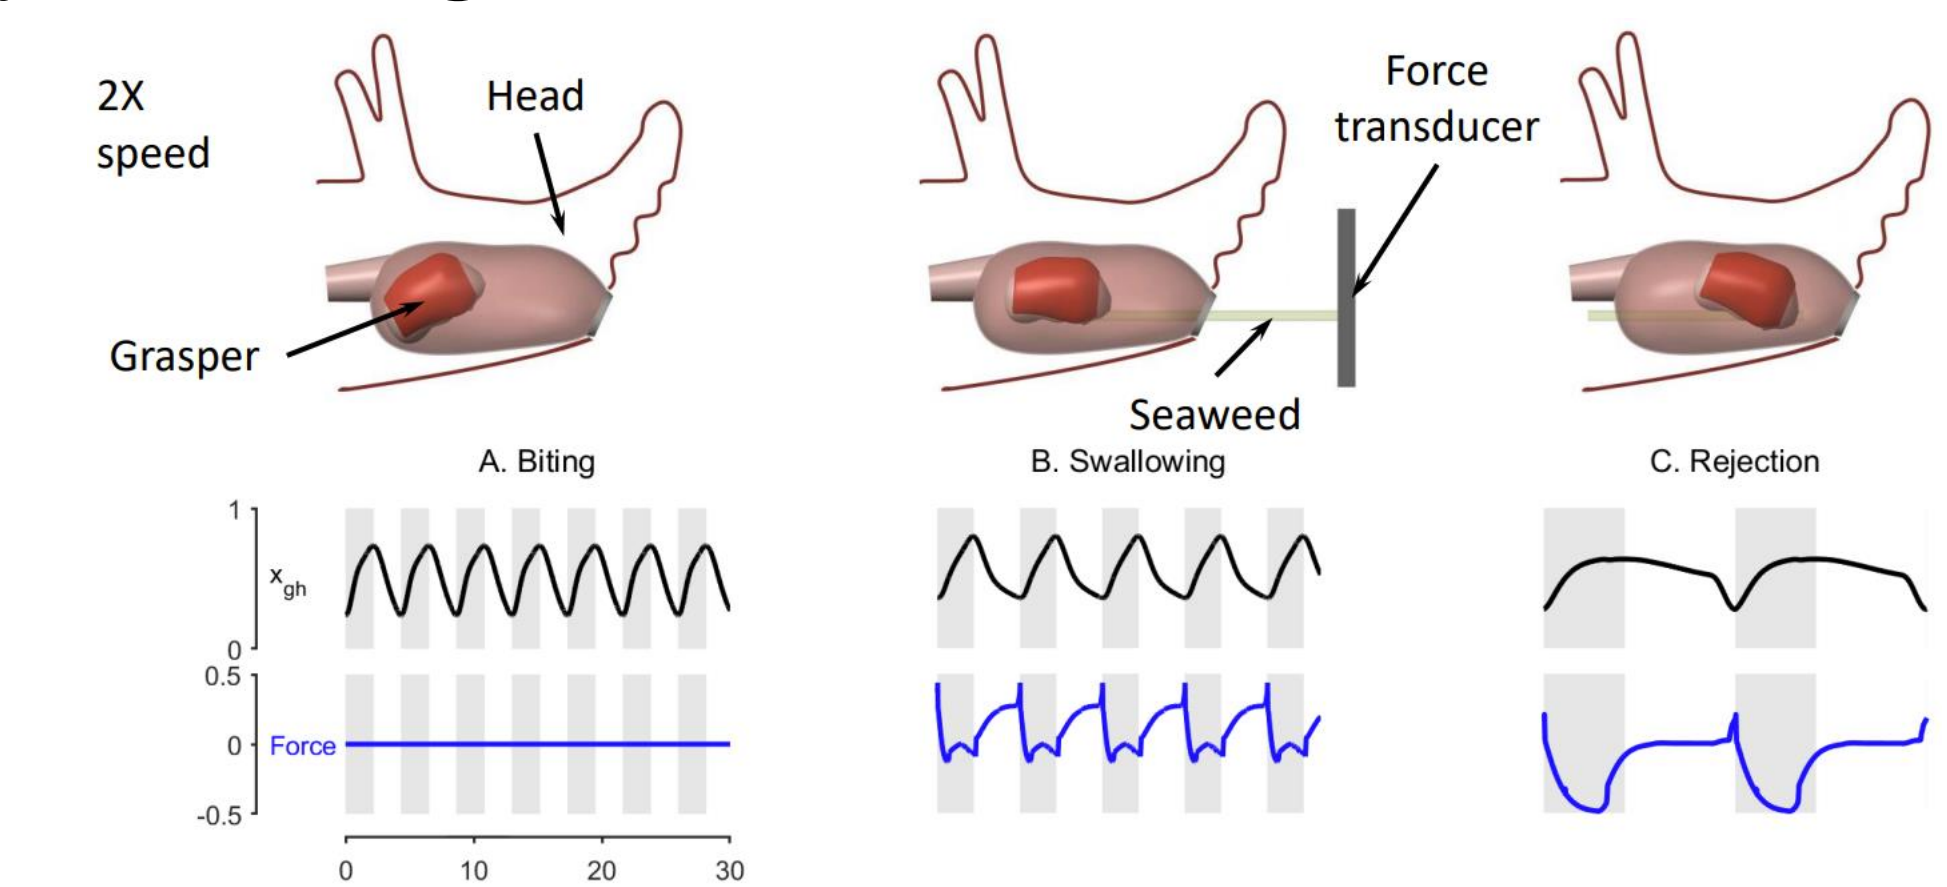 2X
speed
Head
Force
transducer
Grasper
Seaweed
A. Biting
B. Swallowing
C. Rejection
1
x_gh
0
0.5
0
Force
-0.5
0
10
20
30